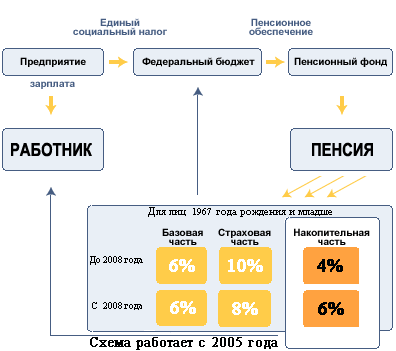 Единый
социальный налог
Пенсионное
обеспечение
Предприятие
Федеральный бюджет
Пенсионный фонд
зарплата
РАБОТНИК
ПЕНСИЯ
Для лиц 1967 года рождения и младше
Базовая
часть
Страховая
часть
Накопительная
часть
До 2008 года
6%
10%
4%
С 2008 года
6%
8%
6%
Схема работает с 2005 года